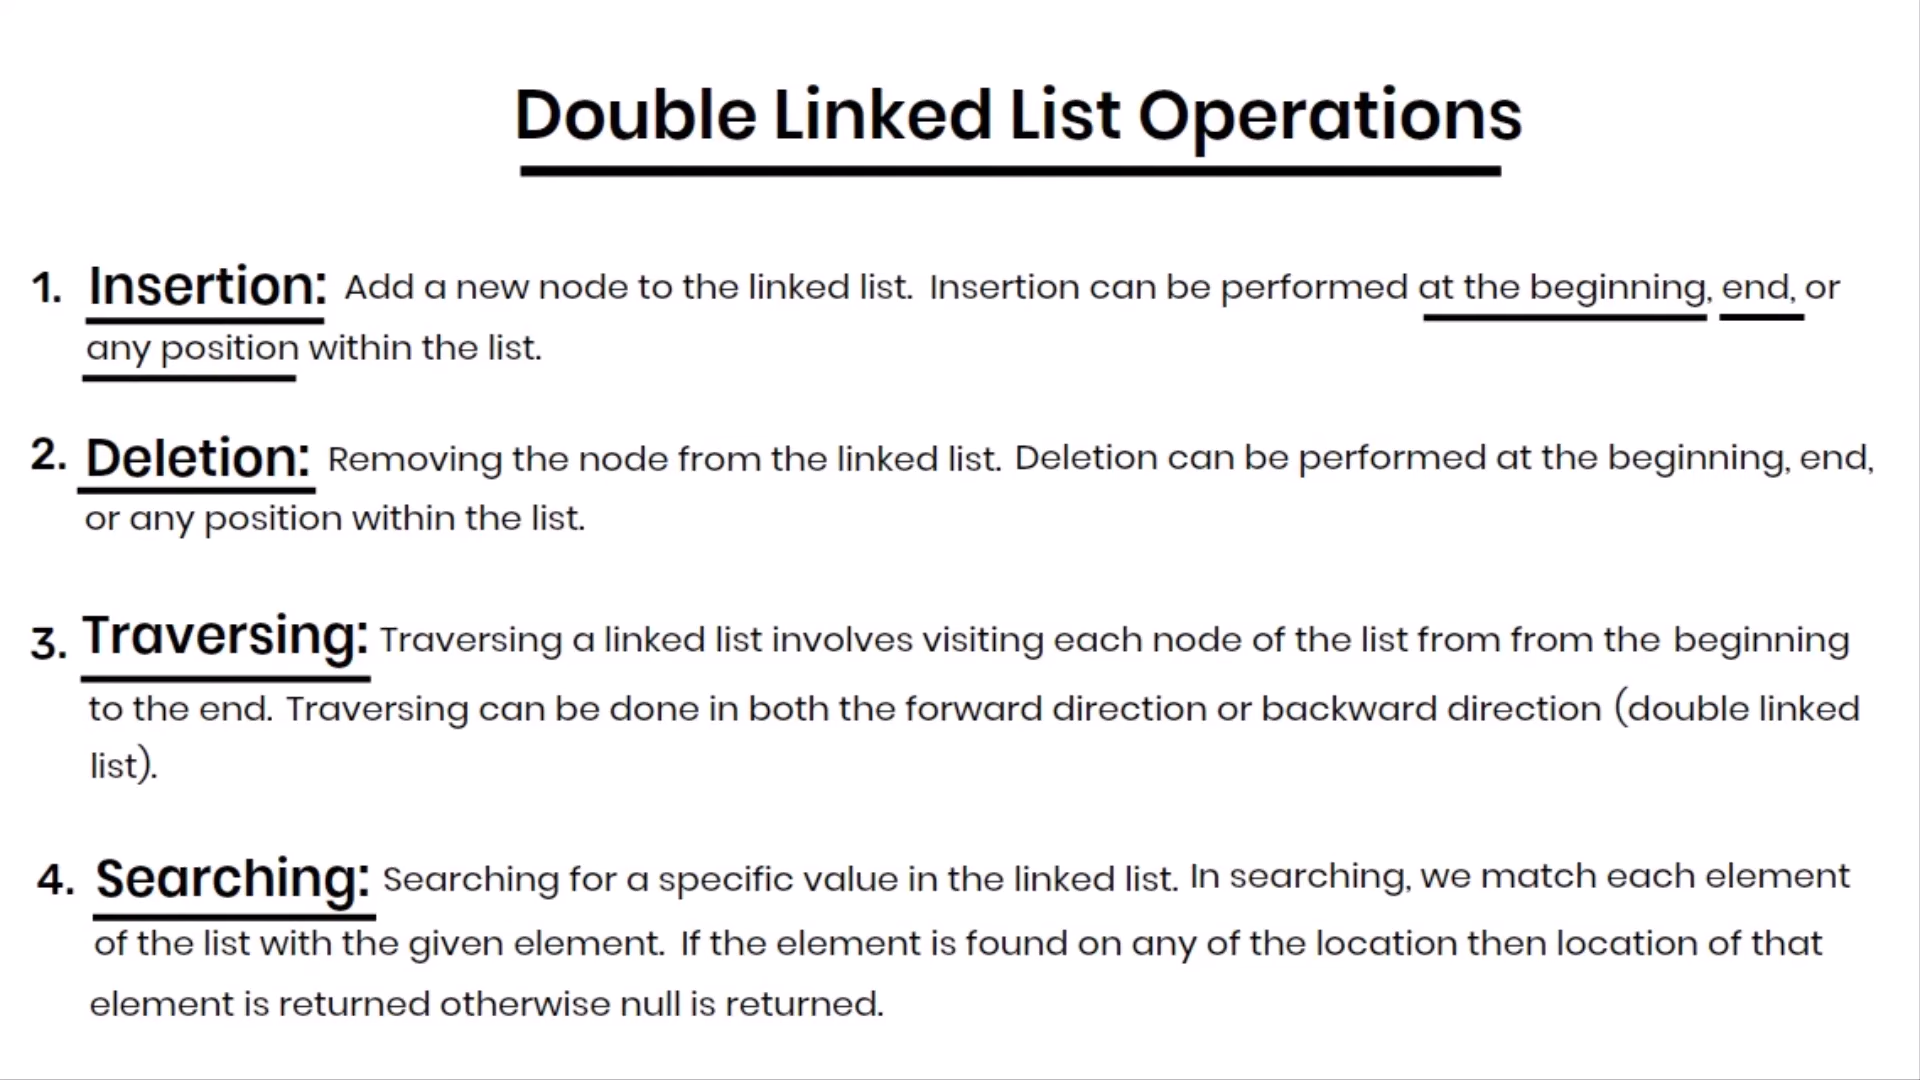 Double Linked List Operations
1. Insertion: Add a new node to the linked list. Insertion can be performed at the beginning, end, or
any position within the list.
2. Deletion: Removing the node from the linked list. Deletion can be performed at the beginning, end,
or any position within the list.
3. Traversing: Traversing a linked list involves visiting each node of the list from from the beginning
to the end. Traversing can be done in both the forward direction or backward direction (double linked
list).
4. Searching: Searching for a specific value in the linked list. In searching, we match each element
of the list with the given element. If the element is found on any of the location then location of that
element is returned otherwise null is returned.